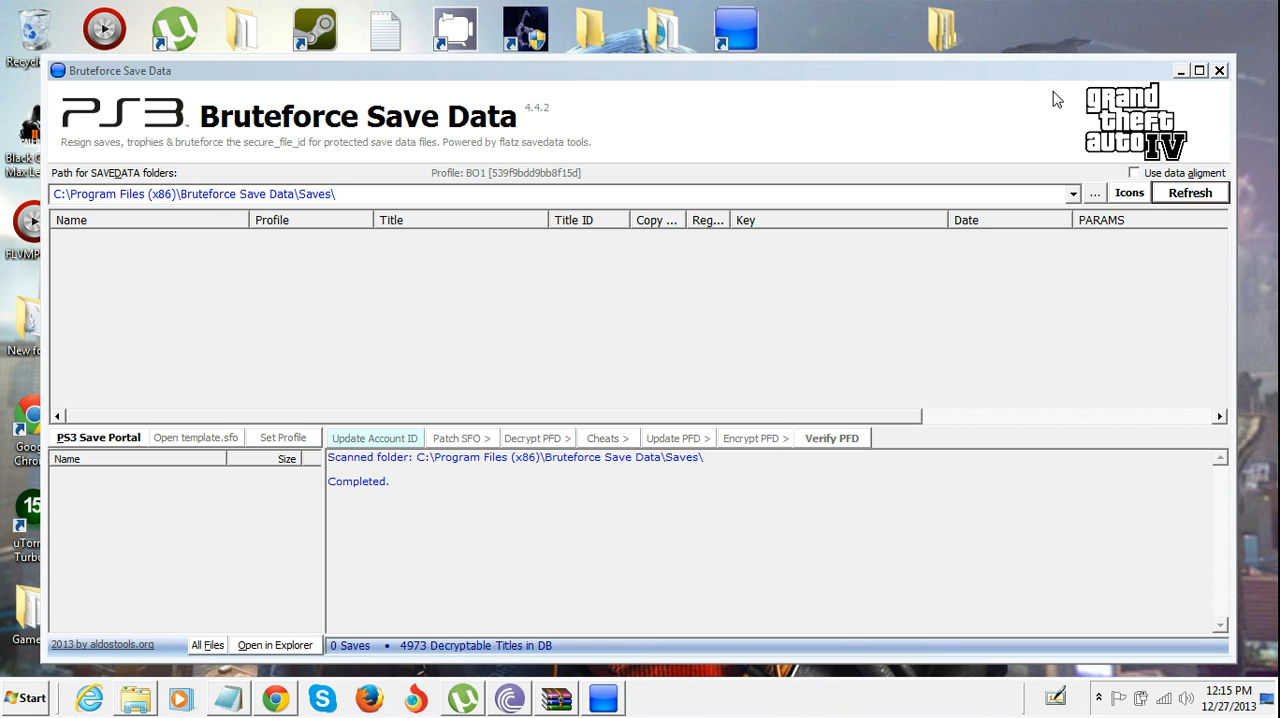 Recycl
Black C
Max Le
FLVMP
New fo
Goog
Chro
15
uTorr
Turbo
Game
Bruteforce Save Data
PS3 Bruteforce Save Data 4.4.2
Resign saves, trophies & bruteforce the secure_file_id for protected save data files. Powered by flatz savedata tools.
grand
theft
auto IV
Path for SAVEDATA folders: Profile: BO1 [539f9bdd9bb8f15d] Use data aligment
C:\Program Files (x86)\Bruteforce Save Data\Saves\ ... Icons Refresh
Name Profile Title Title ID Copy ... Reg... Key Date PARAMS
PS3 Save Portal Open template.sfo Set Profile Update Account ID Patch SFO > Decrypt PFD > Cheats > Update PFD > Encrypt PFD > Verify PFD
Name Size
Scanned folder: C:\Program Files (x86)\Bruteforce Save Data\Saves\
Completed.
2013 by aldostools.org All Files Open in Explorer 0 Saves • 4973 Decryptable Titles in DB
Start
12:15 PM
12/27/2013